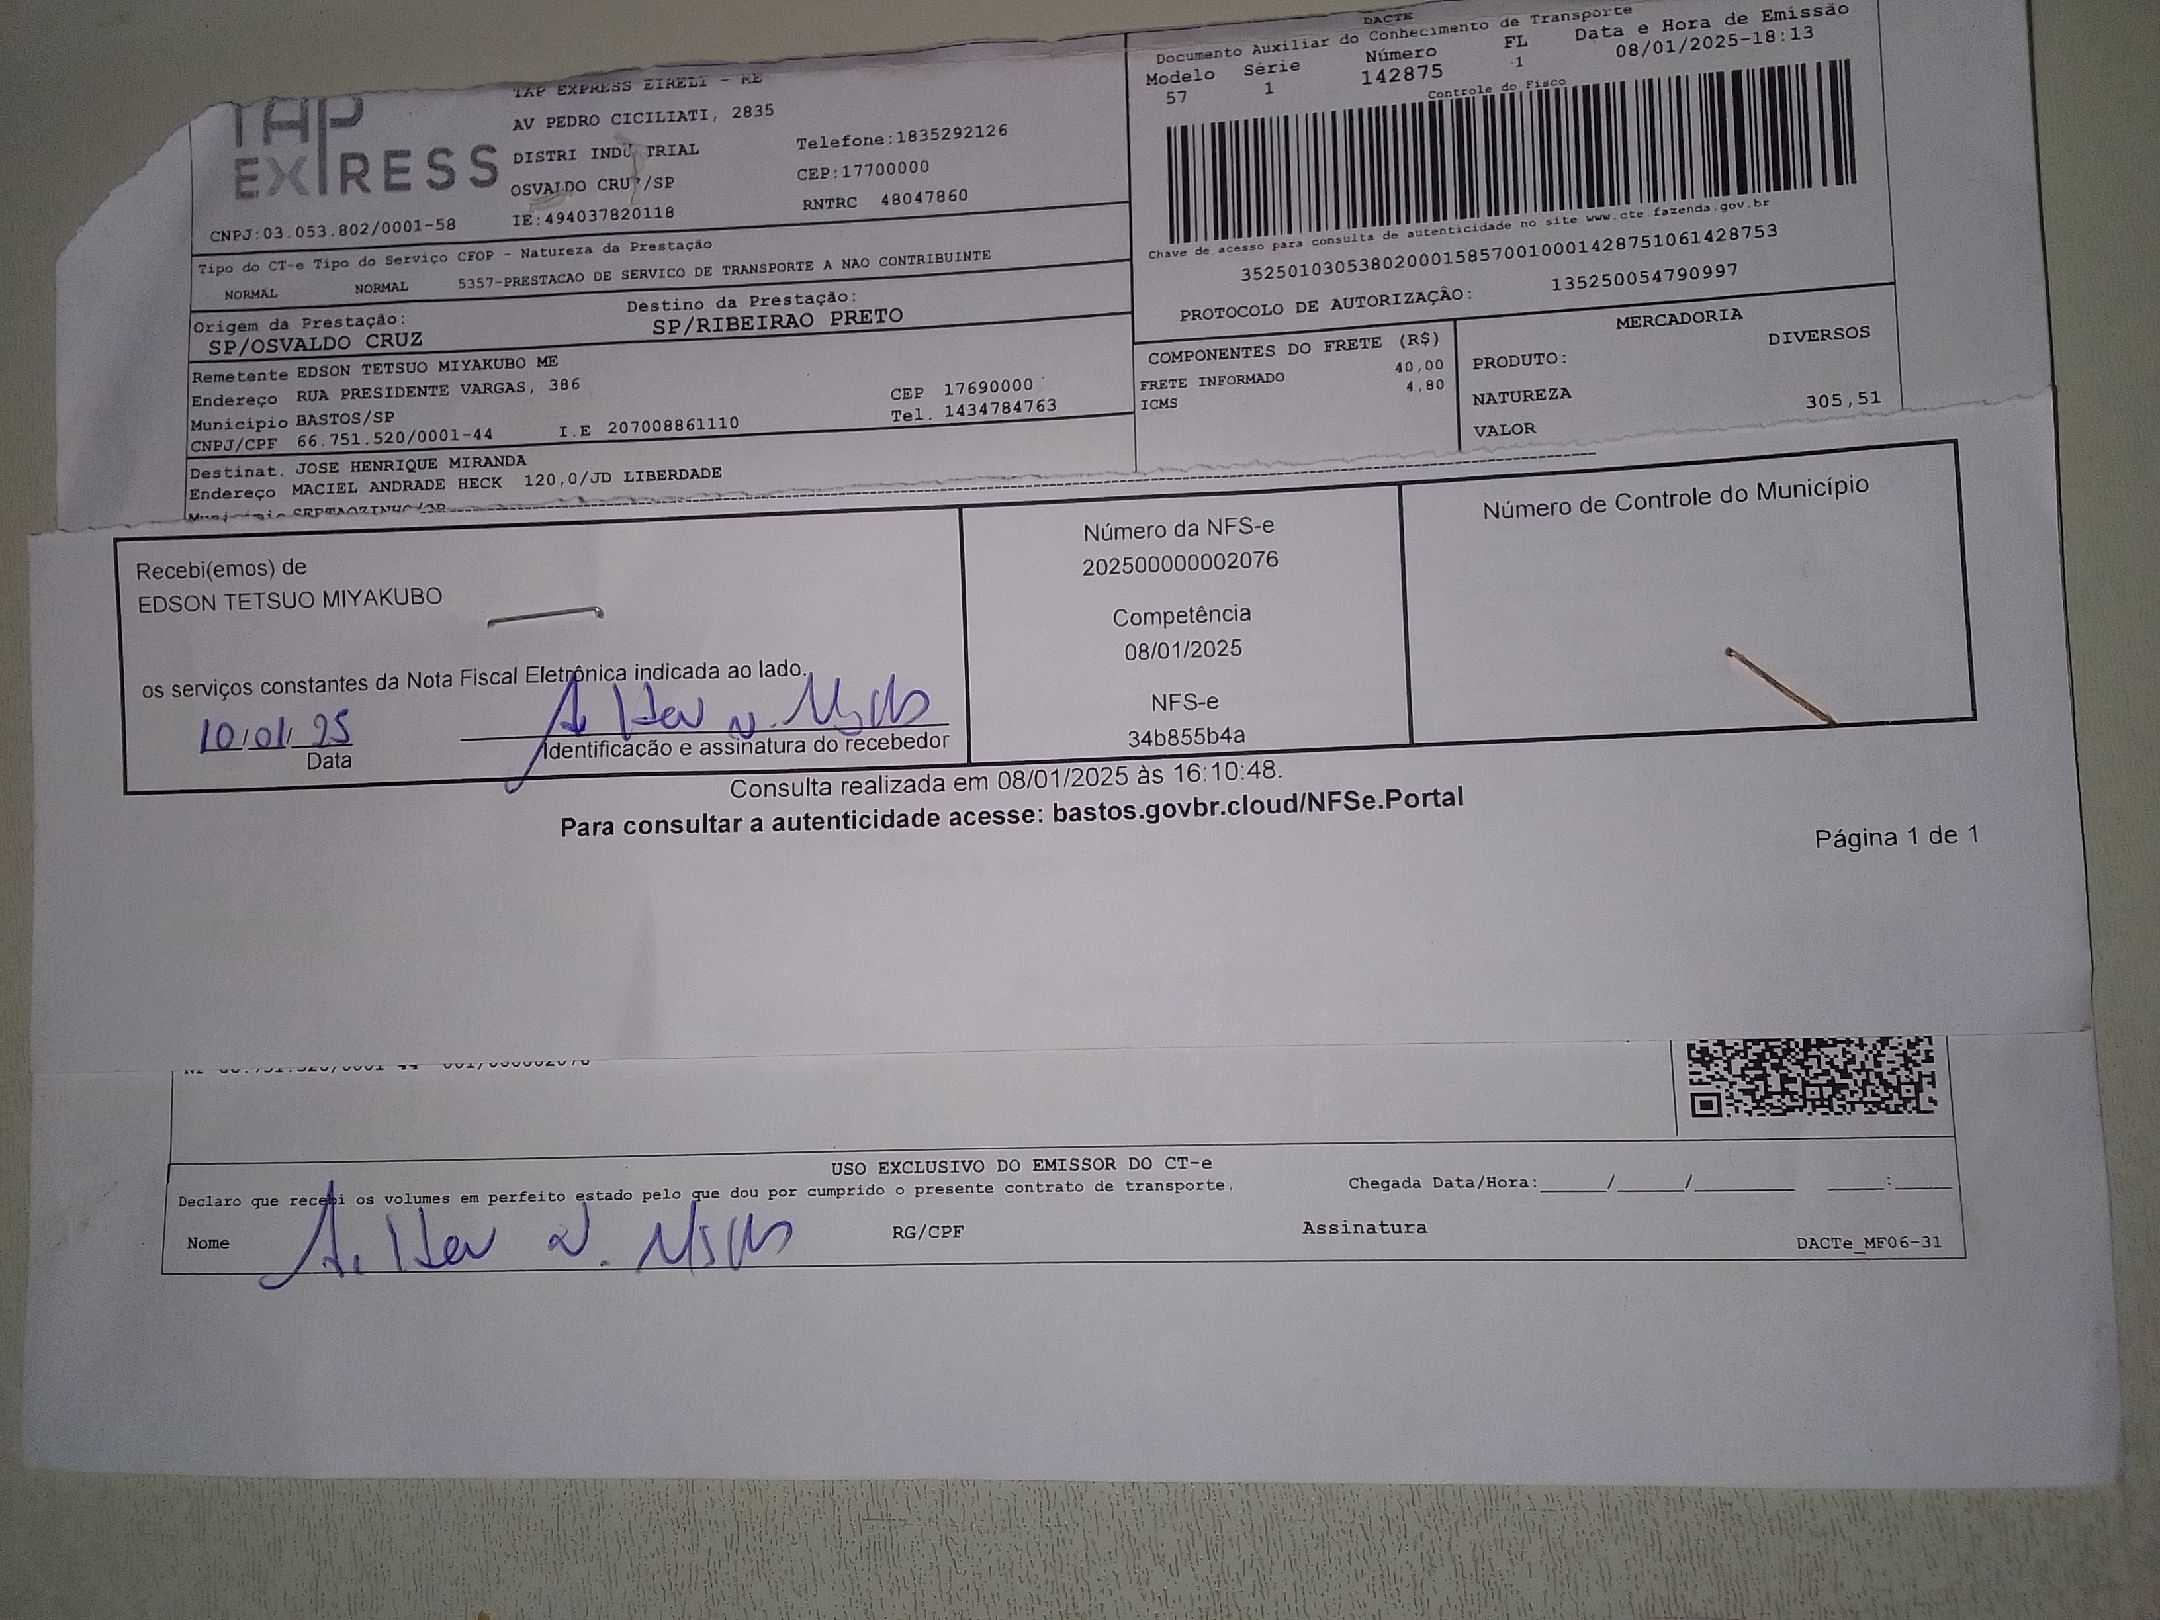 DACTE
Documento Auxiliar do Conhecimento de Transporte
Modelo Série Número FL Data e Hora de Emissão
57 1 142875 1 08/01/2025-18:13
Controle do Fisco
TAP EXPRESS
TAP EXPRESS EIRELI - ME
AV PEDRO CICILIATI, 2835
DISTRI INDU TRIAL Telefone:1835292126
OSVALDO CRUZ/SP CEP:17700000
CNPJ:03.053.802/0001-58 IE:494037820118 RNTRC 48047860
Chave de acesso para consulta de autenticidade no site www.cte.fazenda.gov.br
35250103053802000158570010001428751061428753
PROTOCOLO DE AUTORIZAÇÃO: 135250054790997
Tipo do CT-e Tipo do Serviço CFOP - Natureza da Prestação
NORMAL NORMAL 5357-PRESTACAO DE SERVICO DE TRANSPORTE A NAO CONTRIBUINTE
Origem da Prestação: Destino da Prestação:
SP/OSVALDO CRUZ SP/RIBEIRAO PRETO
Remetente EDSON TETSUO MIYAKUBO ME
Endereço RUA PRESIDENTE VARGAS, 386 CEP 17690000
Municipio BASTOS/SP Tel. 1434784763
CNPJ/CPF 66.751.520/0001-44 I.E 207008861110
Destinat. JOSE HENRIQUE MIRANDA
Endereço MACIEL ANDRADE HECK 120,0/JD LIBERDADE
Municipio SERTAOZINHO/SP
COMPONENTES DO FRETE (R$)
FRETE INFORMADO 40,00
ICMS 4,80
MERCADORIA
PRODUTO: DIVERSOS
NATUREZA
VALOR 305,51
Recebi(emos) de
EDSON TETSUO MIYAKUBO
os serviços constantes da Nota Fiscal Eletrônica indicada ao lado.
10/01/25
Data Identificação e assinatura do recebedor
Número da NFS-e
202500000002076
Competência
08/01/2025
NFS-e
34b855b4a
Número de Controle do Município
Consulta realizada em 08/01/2025 às 16:10:48.
Para consultar a autenticidade acesse: bastos.govbr.cloud/NFSe.Portal
Página 1 de 1
USO EXCLUSIVO DO EMISSOR DO CT-e
Declaro que recebi os volumes em perfeito estado pelo que dou por cumprido o presente contrato de transporte. Chegada Data/Hora:_____/_____/_______ ____:____
Nome RG/CPF Assinatura
DACTe_MF06-31